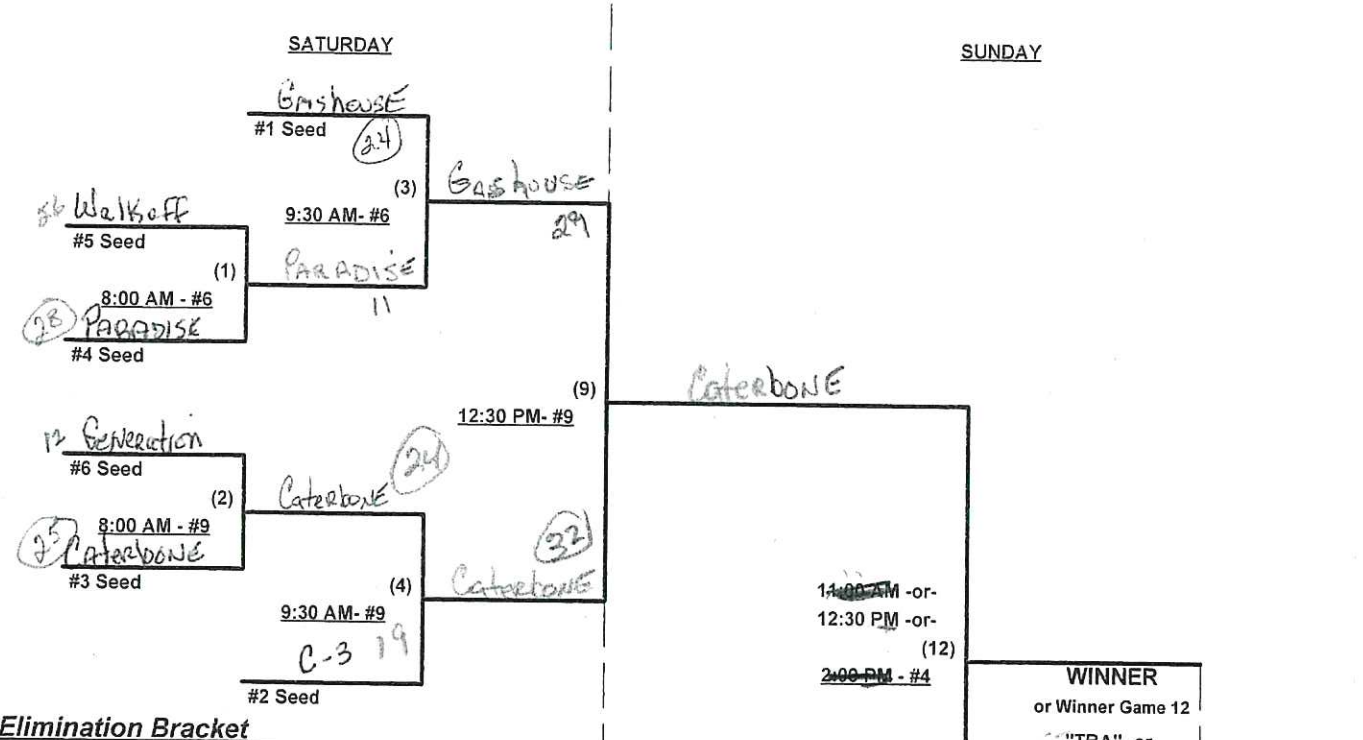 SATURDAY
SUNDAY
GASHOUSE
#1 Seed
24
(3)
9:30 AM- #6
GASHOUSE
29
26 Walkoff
#5 Seed
(1)
8:00 AM - #6
PARADISE
11
28 PARADISE
#4 Seed
(9)
12:30 PM- #9
CaterbonE
12 Generation
#6 Seed
(2)
8:00 AM - #9
CaterbonE
24
25 CaterbonE
#3 Seed
(4)
9:30 AM- #9
CaterbonE
32
C-3 19
#2 Seed
11:00 AM -or-
12:30 PM -or-
(12)
2:00 PM - #4
WINNER
or Winner Game 12
"TBA" -or-
Elimination Bracket